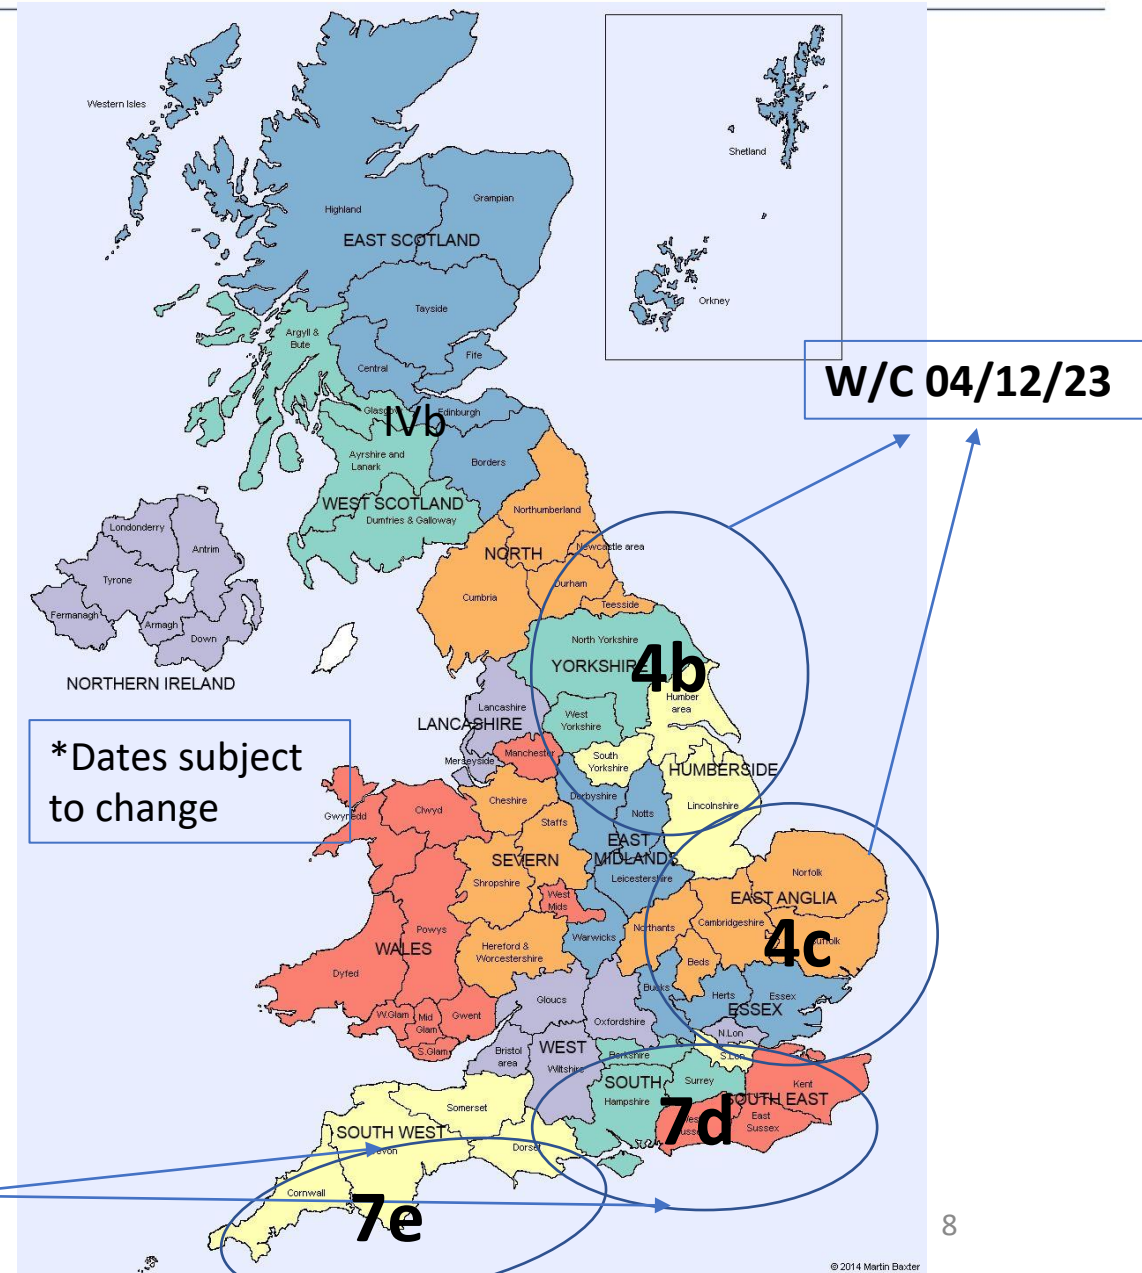 Western Isles
Shetland
Highland
Grampian
EAST SCOTLAND
Orkney
Tayside
Argyll &
Bute
Fife
Central
W/C 04/12/23
Glasgow
Edinburgh
IVb
Ayrshire and
Lanark
Borders
WEST SCOTLAND
Dumfries & Galloway
Northumberland
Londonderry
Antrim
NORTH
Newcastle area
Tyrone
Durham
Cumbria
Teesside
Fermanagh
Armagh
Down
North Yorkshire
YORKSHIRE
4b
NORTHERN IRELAND
Humber
area
Lancashire
LANCASHIRE
West
Yorkshire
*Dates subject
to change
Manchester
Merseyside
South
Yorkshire
HUMBERSIDE
Derbyshire
Lincolnshire
Cheshire
Notts
Gwynedd
Clwyd
Staffs
EAST
MIDLANDS
SEVERN
Norfolk
Leicestershire
Shropshire
EAST ANGLIA
West
Mids
Powys
Cambridgeshire
Northants
Warwicks
4c
Suffolk
WALES
Hereford &
Worcestershire
Beds
Dyfed
Bucks
Herts
Essex
ESSEX
Gloucs
W.Glam
Mid
Glam
Gwent
Oxfordshire
N.Lon
S.Glam
Bristol
area
WEST
Berkshire
S.Lon
Wiltshire
SOUTH
Surrey
Kent
Hampshire
SOUTH EAST
Somerset
7d
West
Sussex
East
Sussex
SOUTH WEST
Devon
Dorset
Cornwall
7e
8
© 2014 Martin Baxter